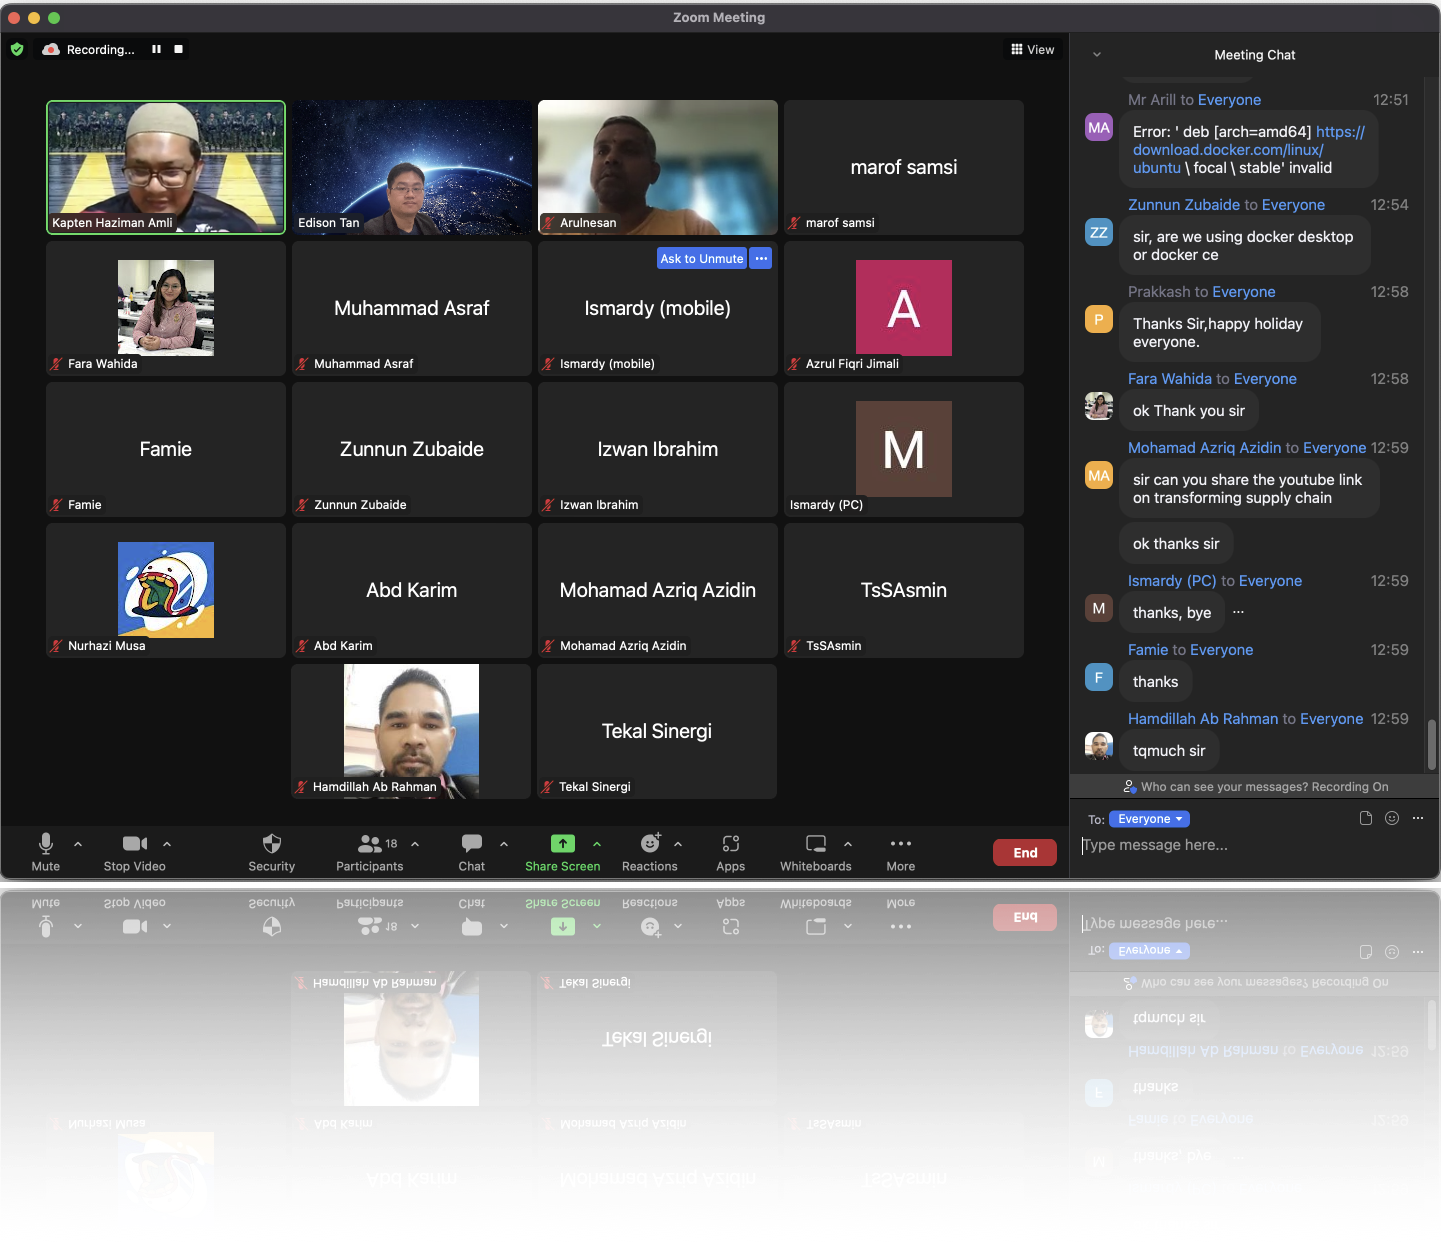 Zoom Meeting
Recording...
View
Kapten Haziman Amli
Edison Tan
Arulnesan
marof samsi
marof samsi
Fara Wahida
Muhammad Asraf
Muhammad Asraf
Ask to Unmute
Ismardy (mobile)
Ismardy (mobile)
A
Azrul Fiqri Jimali
Famie
Famie
Zunnun Zubaide
Zunnun Zubaide
Izwan Ibrahim
Izwan Ibrahim
M
Ismardy (PC)
Nurhazi Musa
Abd Karim
Abd Karim
Mohamad Azriq Azidin
Mohamad Azriq Azidin
TsSAsmin
TsSAsmin
Hamdillah Ab Rahman
Tekal Sinergi
Tekal Sinergi
Mute
Stop Video
Security
18
Participants
Chat
Share Screen
Reactions
Apps
Whiteboards
More
End
Meeting Chat
Mr Arill to Everyone 12:51
MA
Error: ' deb [arch=amd64] https://
download.docker.com/linux/
ubuntu \ focal \ stable' invalid
Zunnun Zubaide to Everyone 12:54
ZZ
sir, are we using docker desktop
or docker ce
Prakkash to Everyone 12:58
P
Thanks Sir,happy holiday
everyone.
Fara Wahida to Everyone 12:58
ok Thank you sir
Mohamad Azriq Azidin to Everyone 12:59
MA
sir can you share the youtube link
on transforming supply chain
ok thanks sir
Ismardy (PC) to Everyone 12:59
M
thanks, bye
Famie to Everyone 12:59
F
thanks
Hamdillah Ab Rahman to Everyone 12:59
tqmuch sir
Who can see your messages? Recording On
To: Everyone
Type message here...